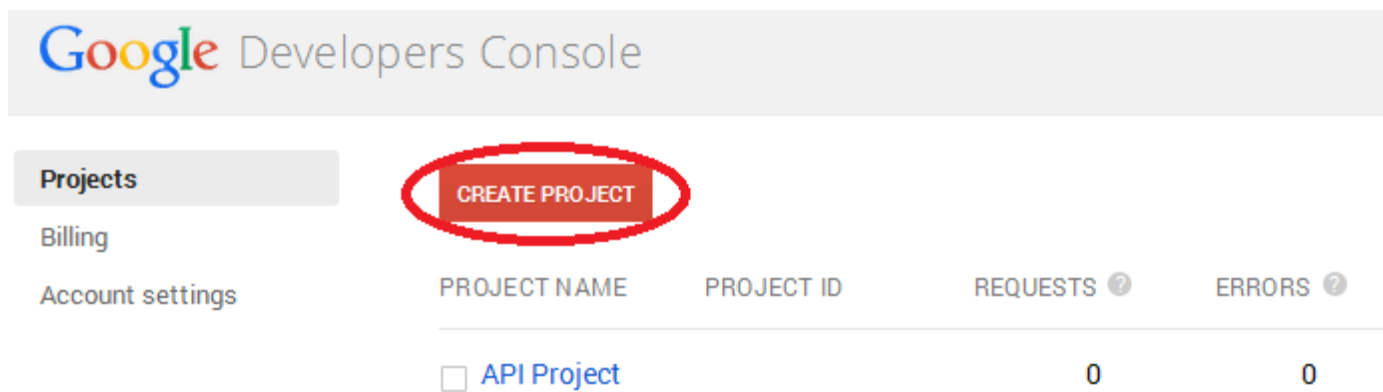 Google Developers Console
Projects
Billing
Account settings
CREATE PROJECT
PROJECT NAME PROJECT ID REQUESTS ? ERRORS ?
API Project 0 0